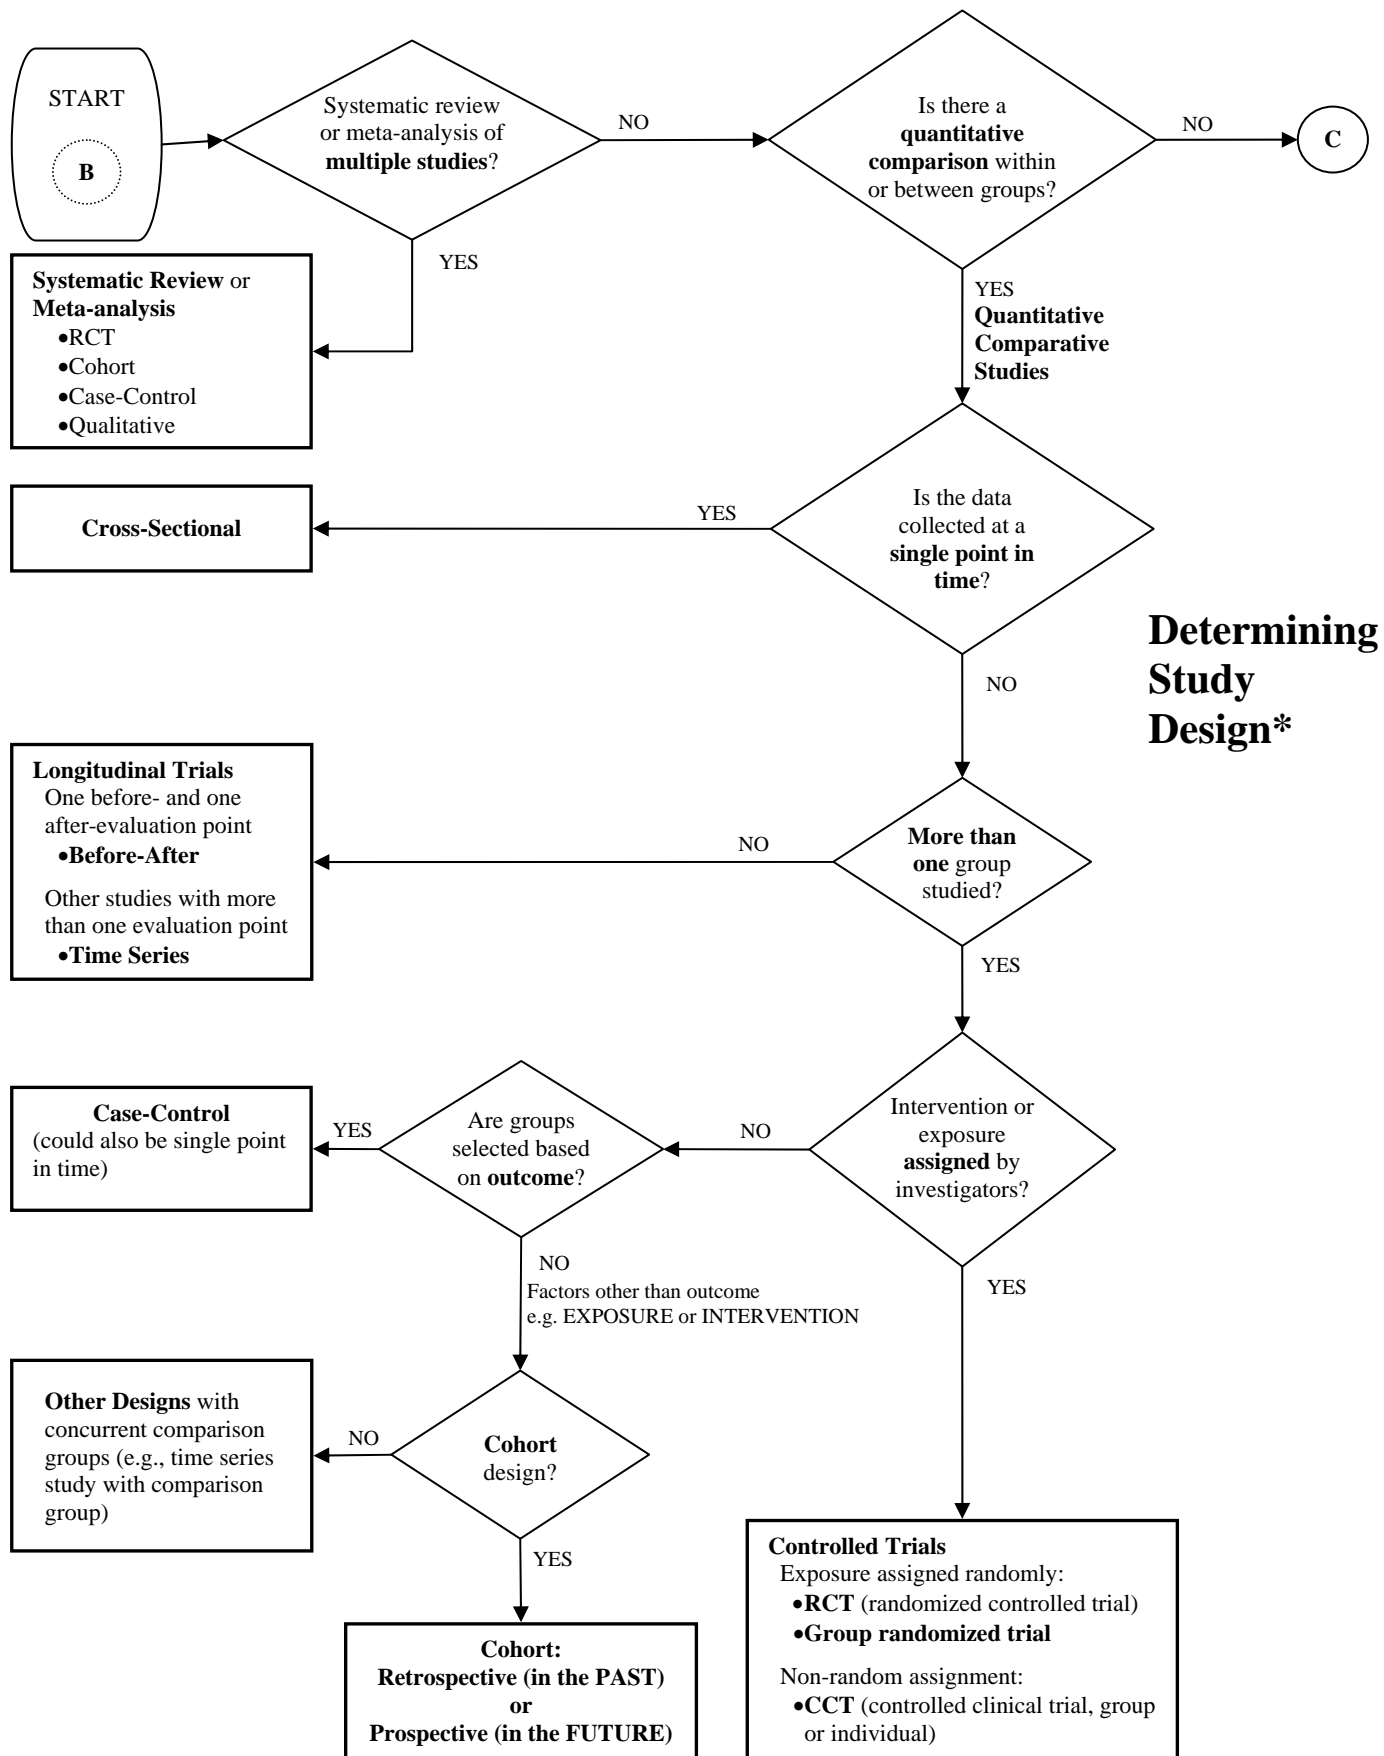 START
B
Systematic review
or meta-analysis of
multiple studies?
NO
Is there a
quantitative
comparison within
or between groups?
NO
C
YES
Systematic Review or
Meta-analysis
•RCT
•Cohort
•Case-Control
•Qualitative
YES
Quantitative
Comparative
Studies
Cross-Sectional
YES
Is the data
collected at a
single point in
time?
Determining
Study
Design*
NO
Longitudinal Trials
One before- and one
after-evaluation point
•Before-After
Other studies with more
than one evaluation point
•Time Series
NO
More than
one group
studied?
YES
Case-Control
(could also be single point
in time)
YES
Are groups
selected based
on outcome?
NO
Intervention or
exposure
assigned by
investigators?
NO
Factors other than outcome
e.g. EXPOSURE or INTERVENTION
YES
Other Designs with
concurrent comparison
groups (e.g., time series
study with comparison
group)
NO
Cohort
design?
YES
Cohort:
Retrospective (in the PAST)
or
Prospective (in the FUTURE)
Controlled Trials
Exposure assigned randomly:
•RCT (randomized controlled trial)
•Group randomized trial
Non-random assignment:
•CCT (controlled clinical trial, group
or individual)